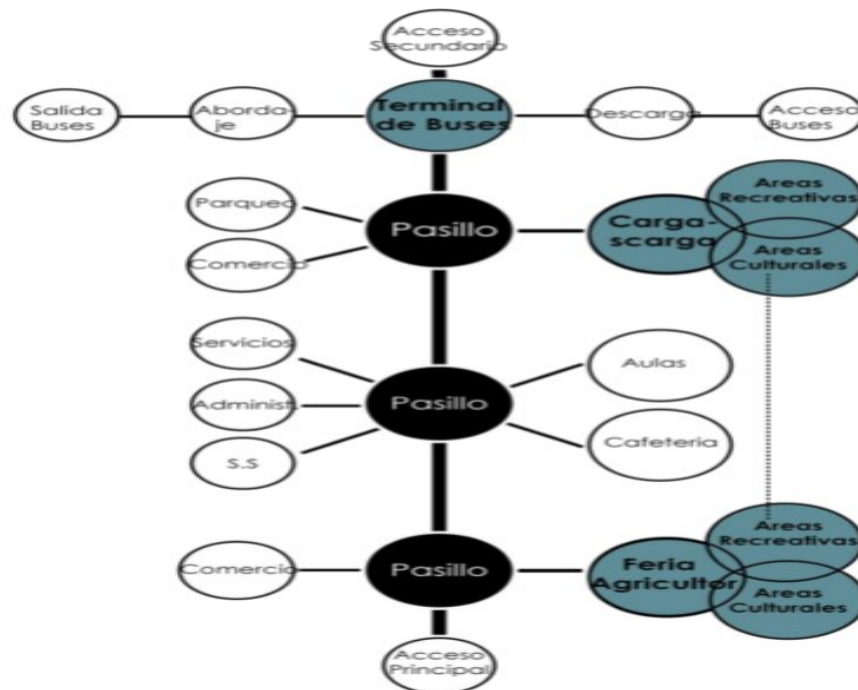 Acceso
Secundario
Salida
Buses
Aborda-
je
Terminal
de Buses
Descarga
Acceso
Buses
Parqueo
Comercio
Pasillo
Carga-
scarga
Areas
Recreativas
Areas
Culturales
Servicios
Administ.
S.S
Pasillo
Aulas
Cafeteria
Comercio
Pasillo
Feria
Agricultor
Areas
Recreativas
Areas
Culturales
Acceso
Principal